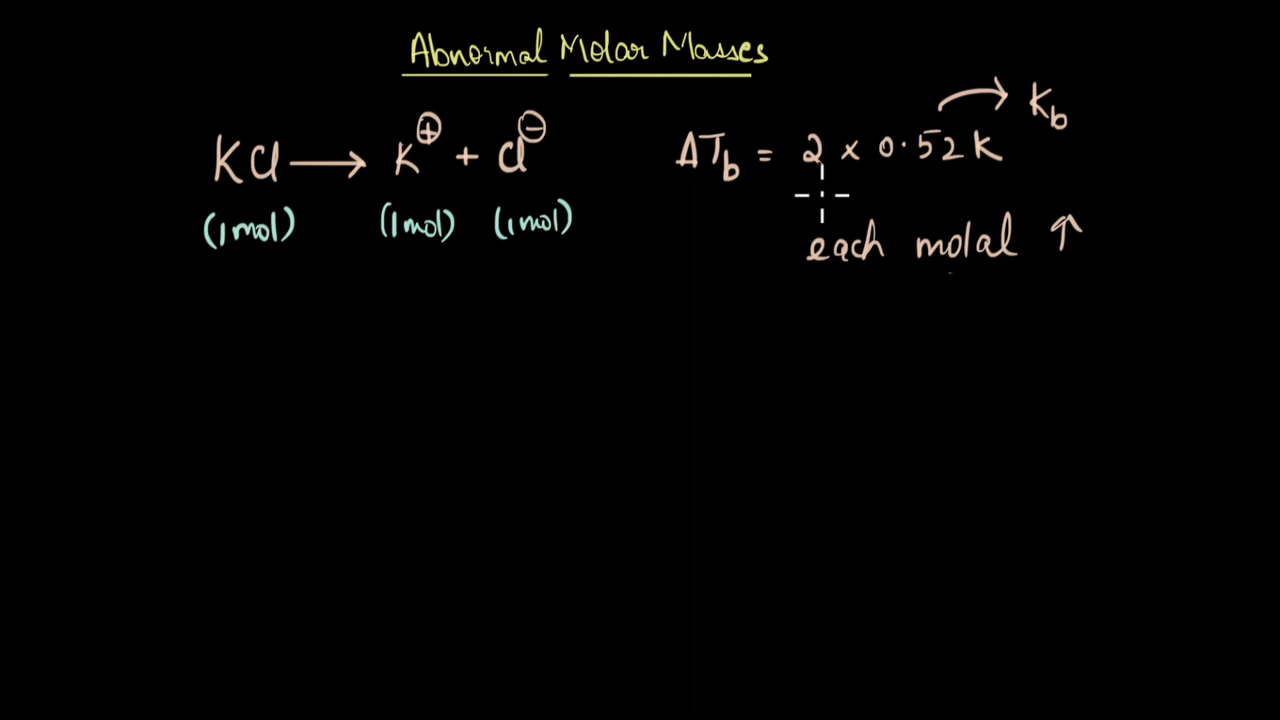 Abnormal Molar Masses
KCl → K⊕ + Cl⊖
(1mol) (1mol) (1mol)
ΔTb = 2 × 0.52 K → Kb
each molal ↑